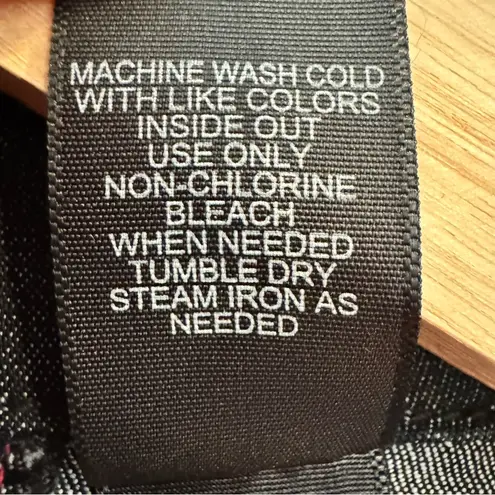 MACHINE WASH COLD
WITH LIKE COLORS
INSIDE OUT
USE ONLY
NON-CHLORINE
BLEACH
WHEN NEEDED
TUMBLE DRY
STEAM IRON AS
NEEDED